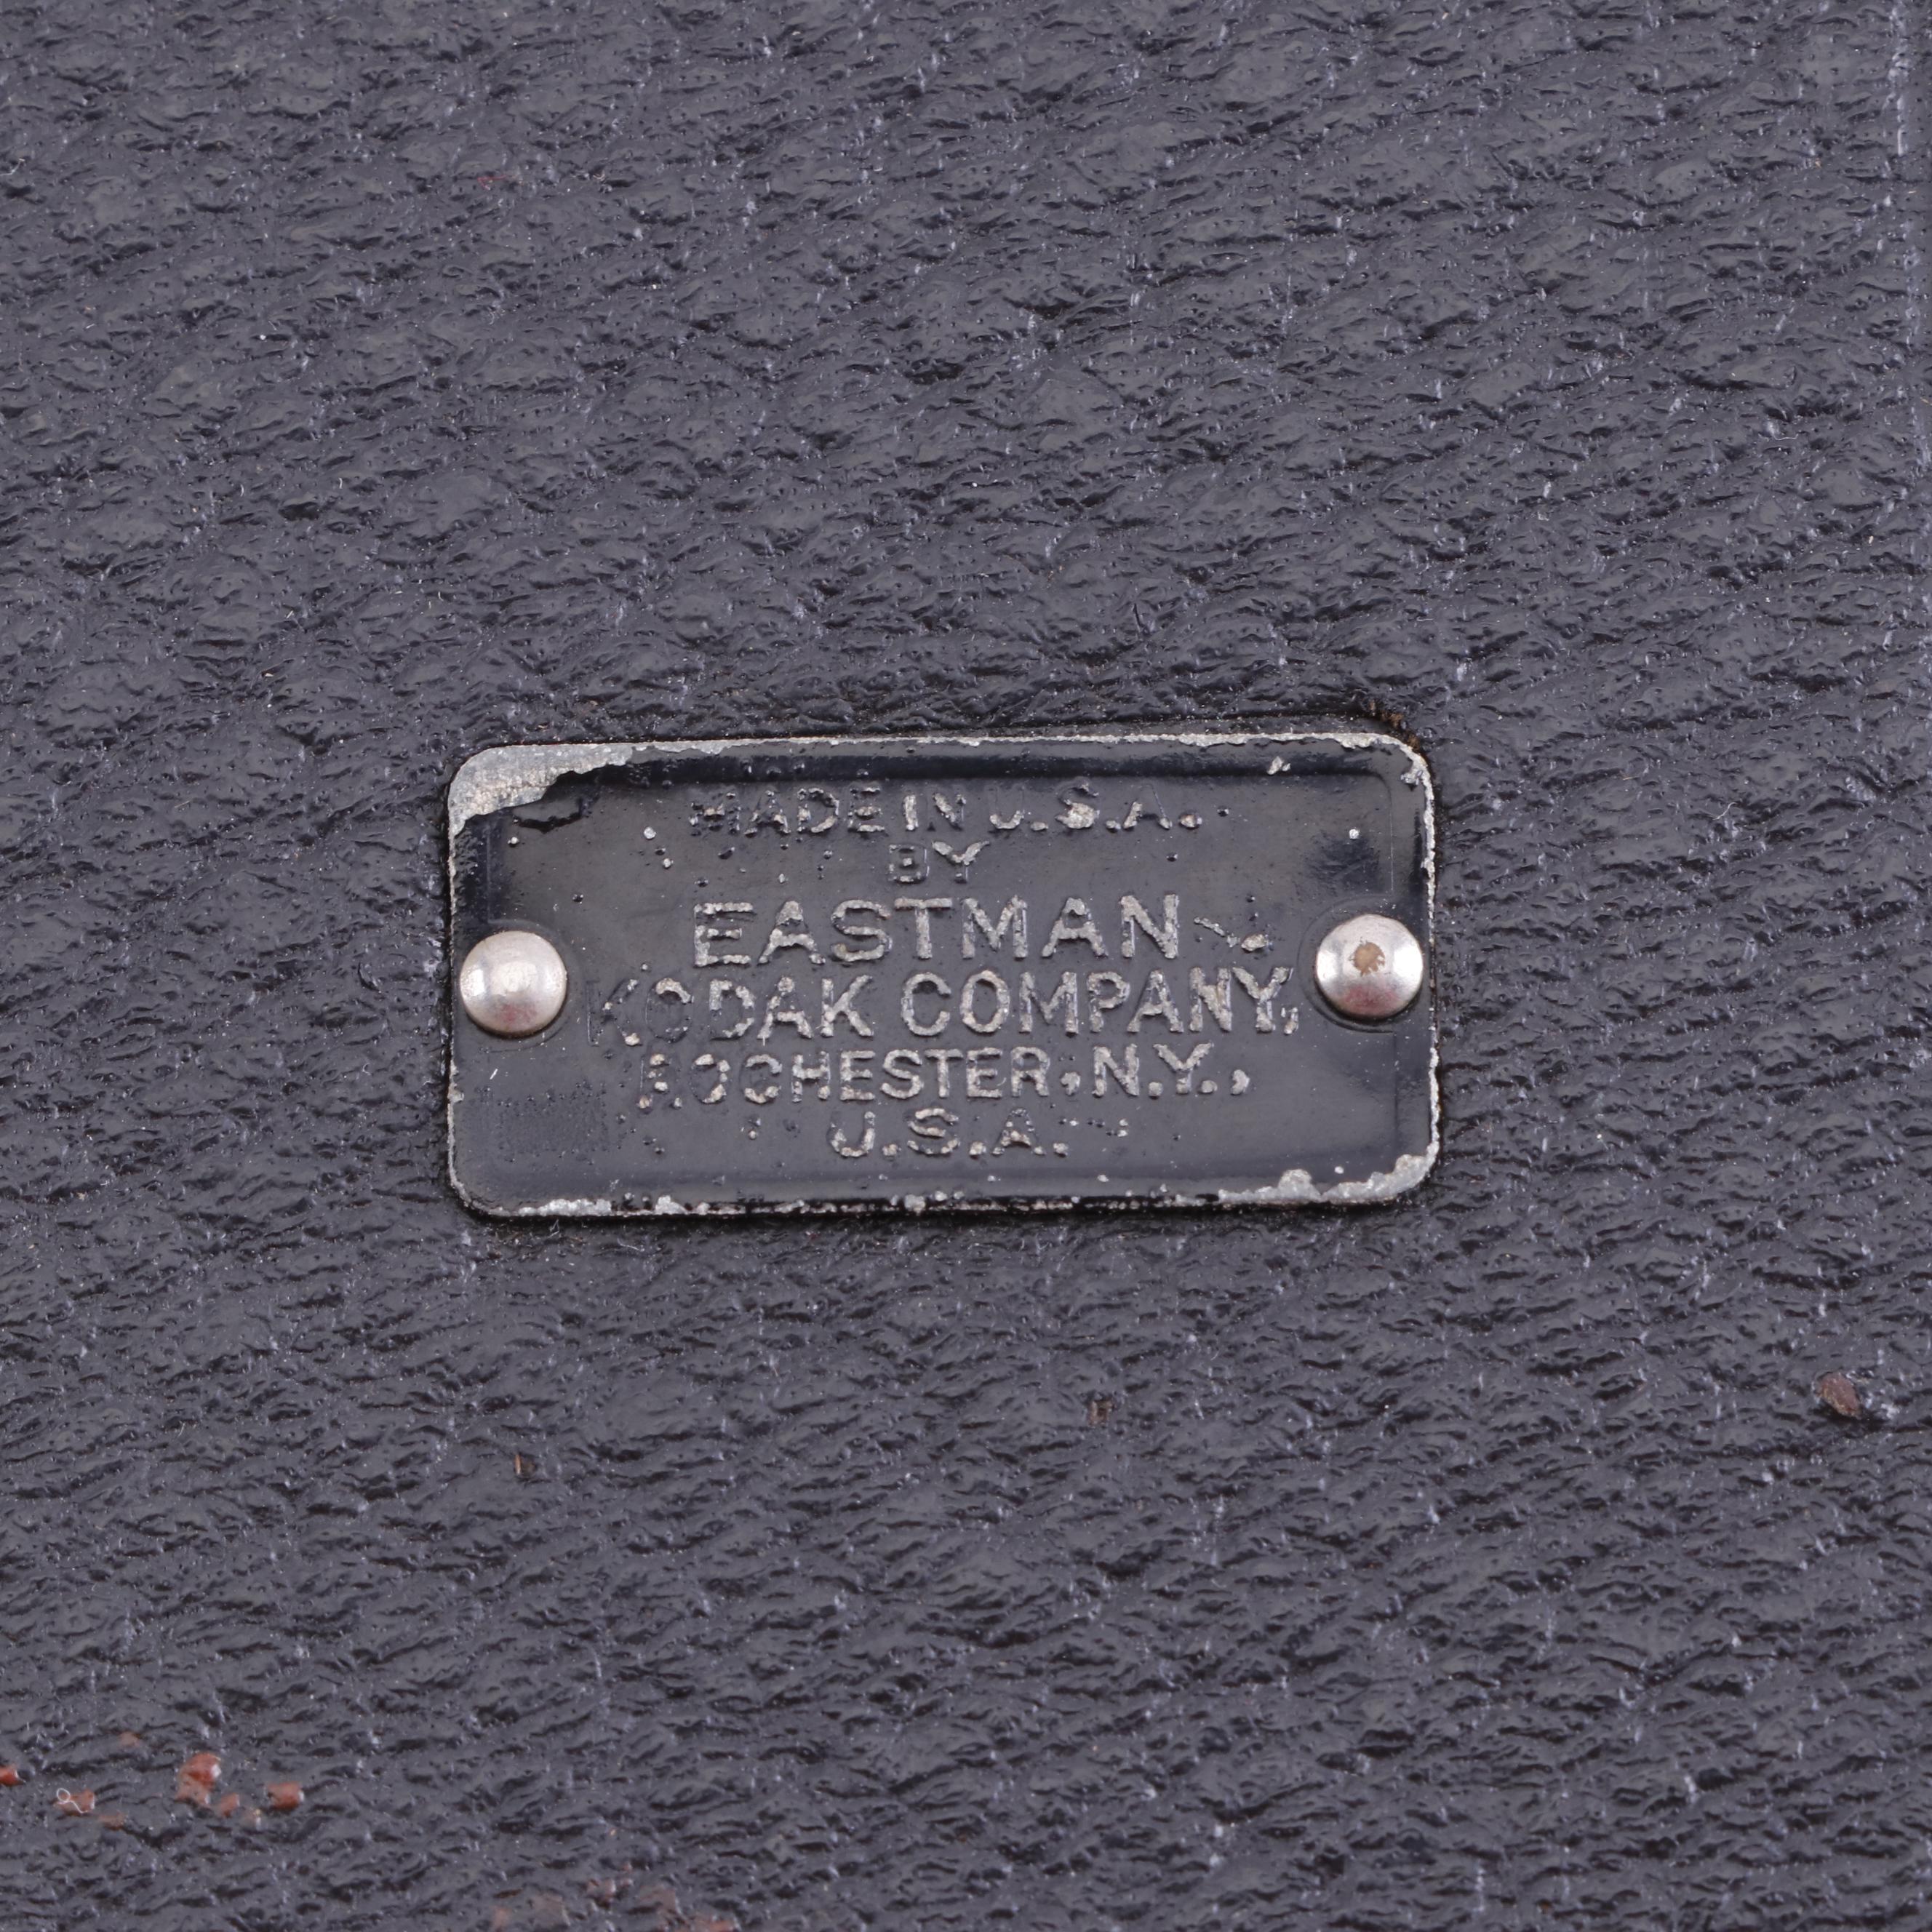 MADE IN U.S.A.
BY
EASTMAN
KODAK COMPANY,
ROCHESTER, N.Y.,
U.S.A.